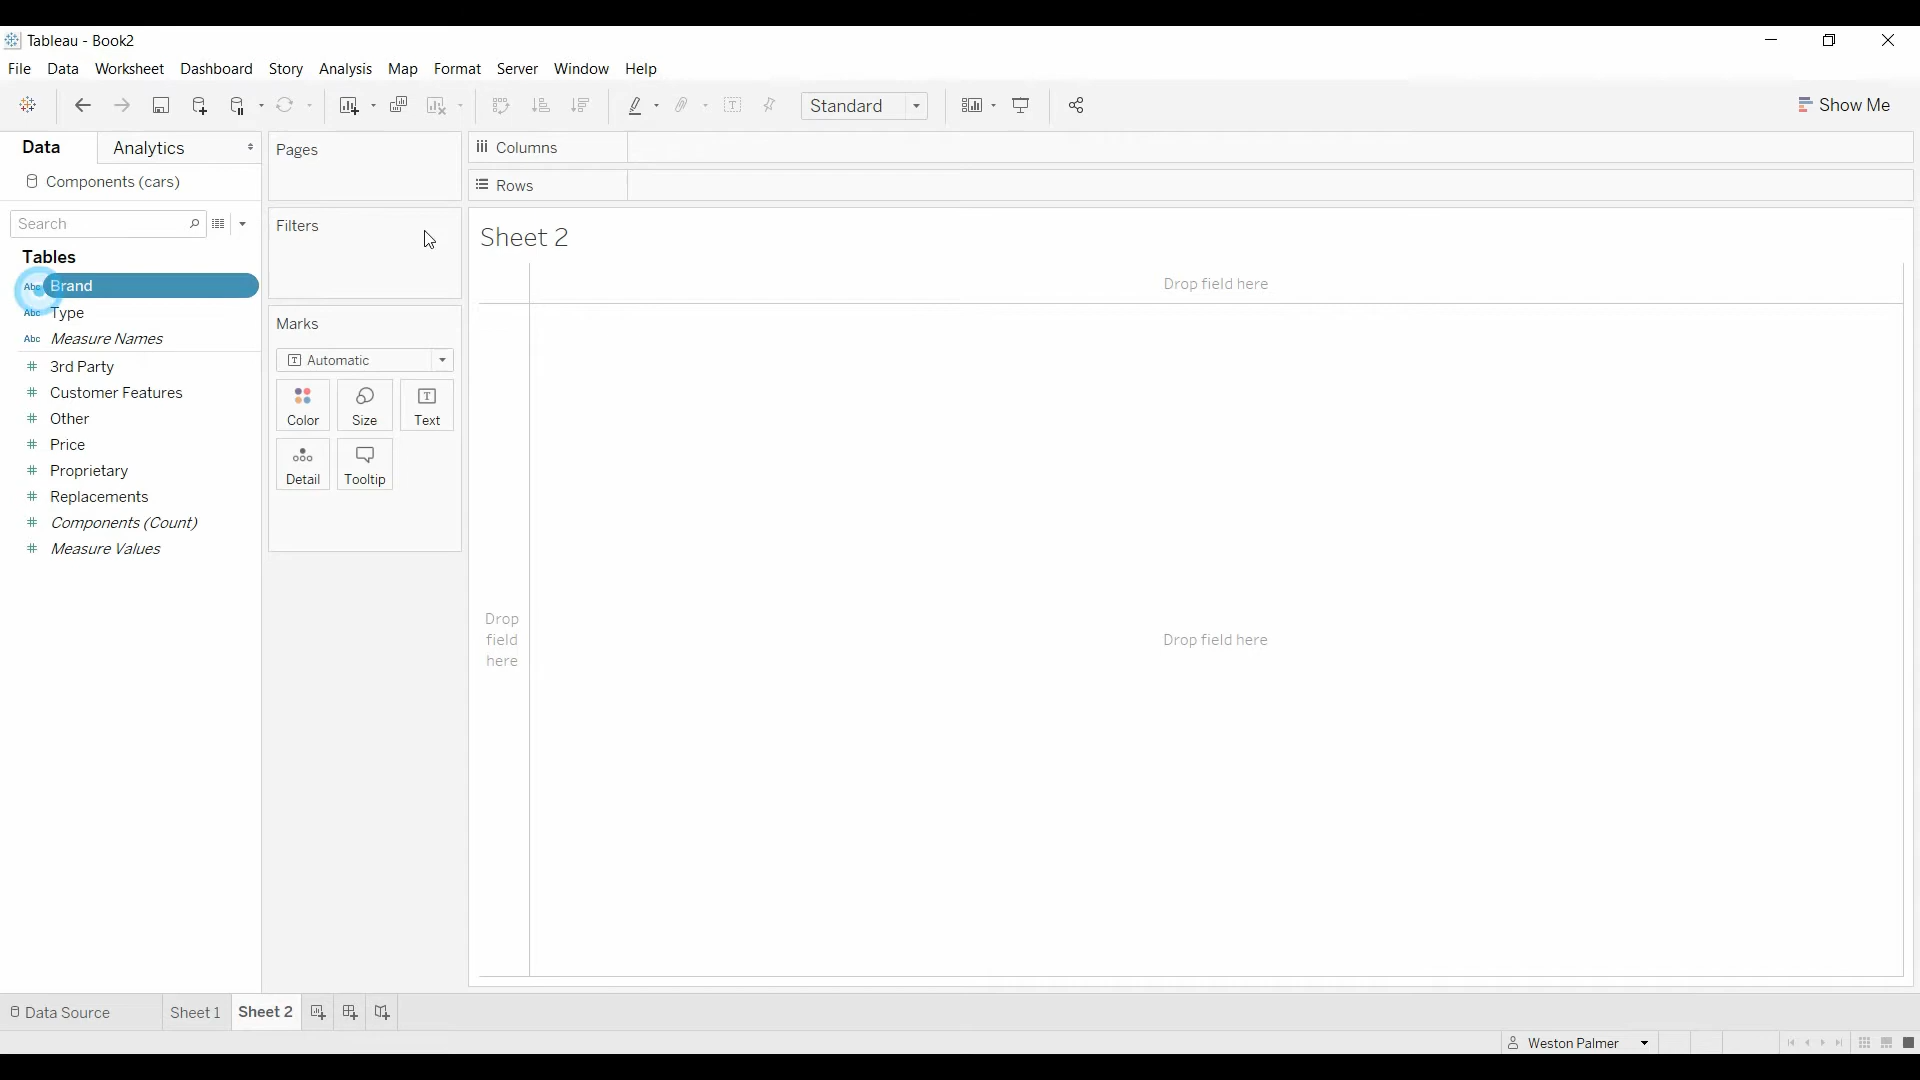 Tableau - Book2
File Data Worksheet Dashboard Story Analysis Map Format Server Window Help
Standard
Show Me
Data Analytics
Pages
Columns
Components (cars)
Rows
Search
Filters
Sheet 2
Tables
Abc Brand
Drop field here
Abc Type
Marks
Abc Measure Names
Automatic
3rd Party
Customer Features
Color Size Text
Other
Price
Proprietary
Detail Tooltip
Replacements
Components (Count)
Measure Values
Drop
field
here
Drop field here
Data Source Sheet 1 Sheet 2
Weston Palmer